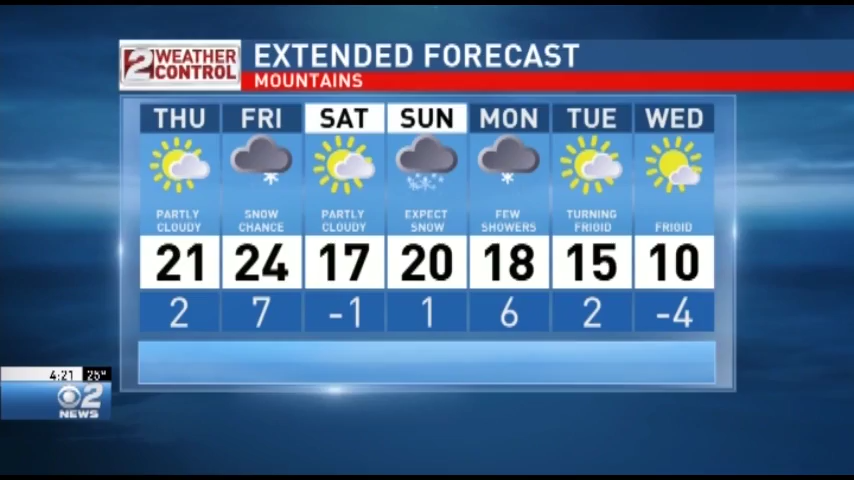 2 WEATHER CONTROL
EXTENDED FORECAST
MOUNTAINS
THU FRI SAT SUN MON TUE WED
PARTLY CLOUDY SNOW CHANCE PARTLY CLOUDY EXPECT SNOW FEW SHOWERS TURNING FRIGID FRIGID
21 24 17 20 18 15 10
2 7 -1 1 6 2 -4
4:21 25°
2
NEWS